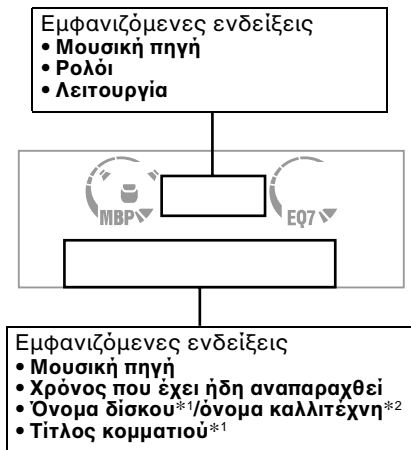 Εμφανιζόμενες ενδείξεις
• Μουσική πηγή
• Ρολόι
• Λειτουργία
MBP EQ7
Εμφανιζόμενες ενδείξεις
• Μουσική πηγή
• Χρόνος που έχει ήδη αναπαραχθεί
• Όνομα δίσκου*1/όνομα καλλιτέχνη*2
• Τίτλος κομματιού*1